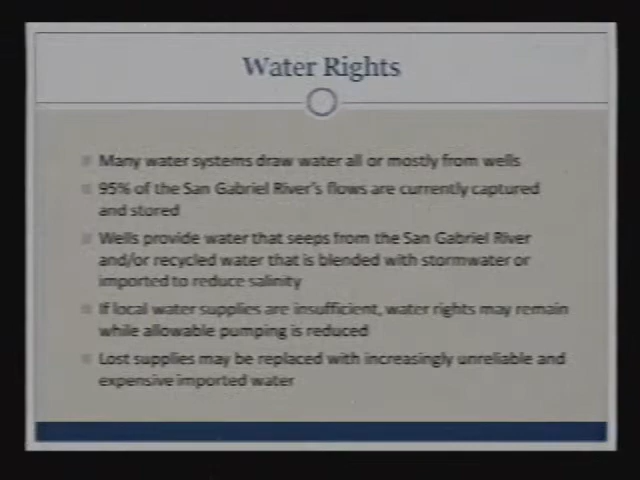 Water Rights
Many water systems draw water all or mostly from wells
95% of the San Gabriel River's flows are currently captured
and stored
Wells provide water that seeps from the San Gabriel River
and/or recycled water that is blended with stormwater or
imported to reduce salinity
If local water supplies are insufficient, water rights may remain
while allowable pumping is reduced
Lost supplies may be replaced with increasingly unreliable and
expensive imported water